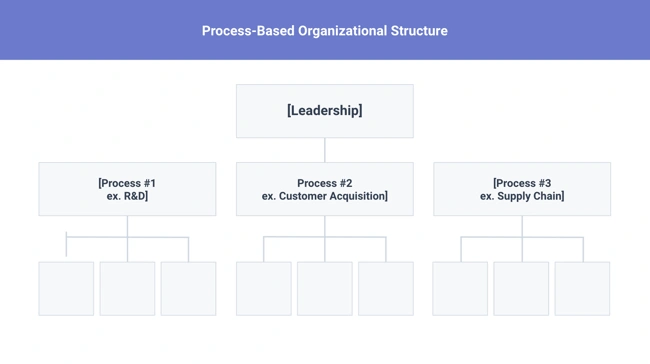 Process-Based Organizational Structure
[Leadership]
[Process #1
ex. R&D]
Process #2
ex. Customer Acquisition]
[Process #3
ex. Supply Chain]